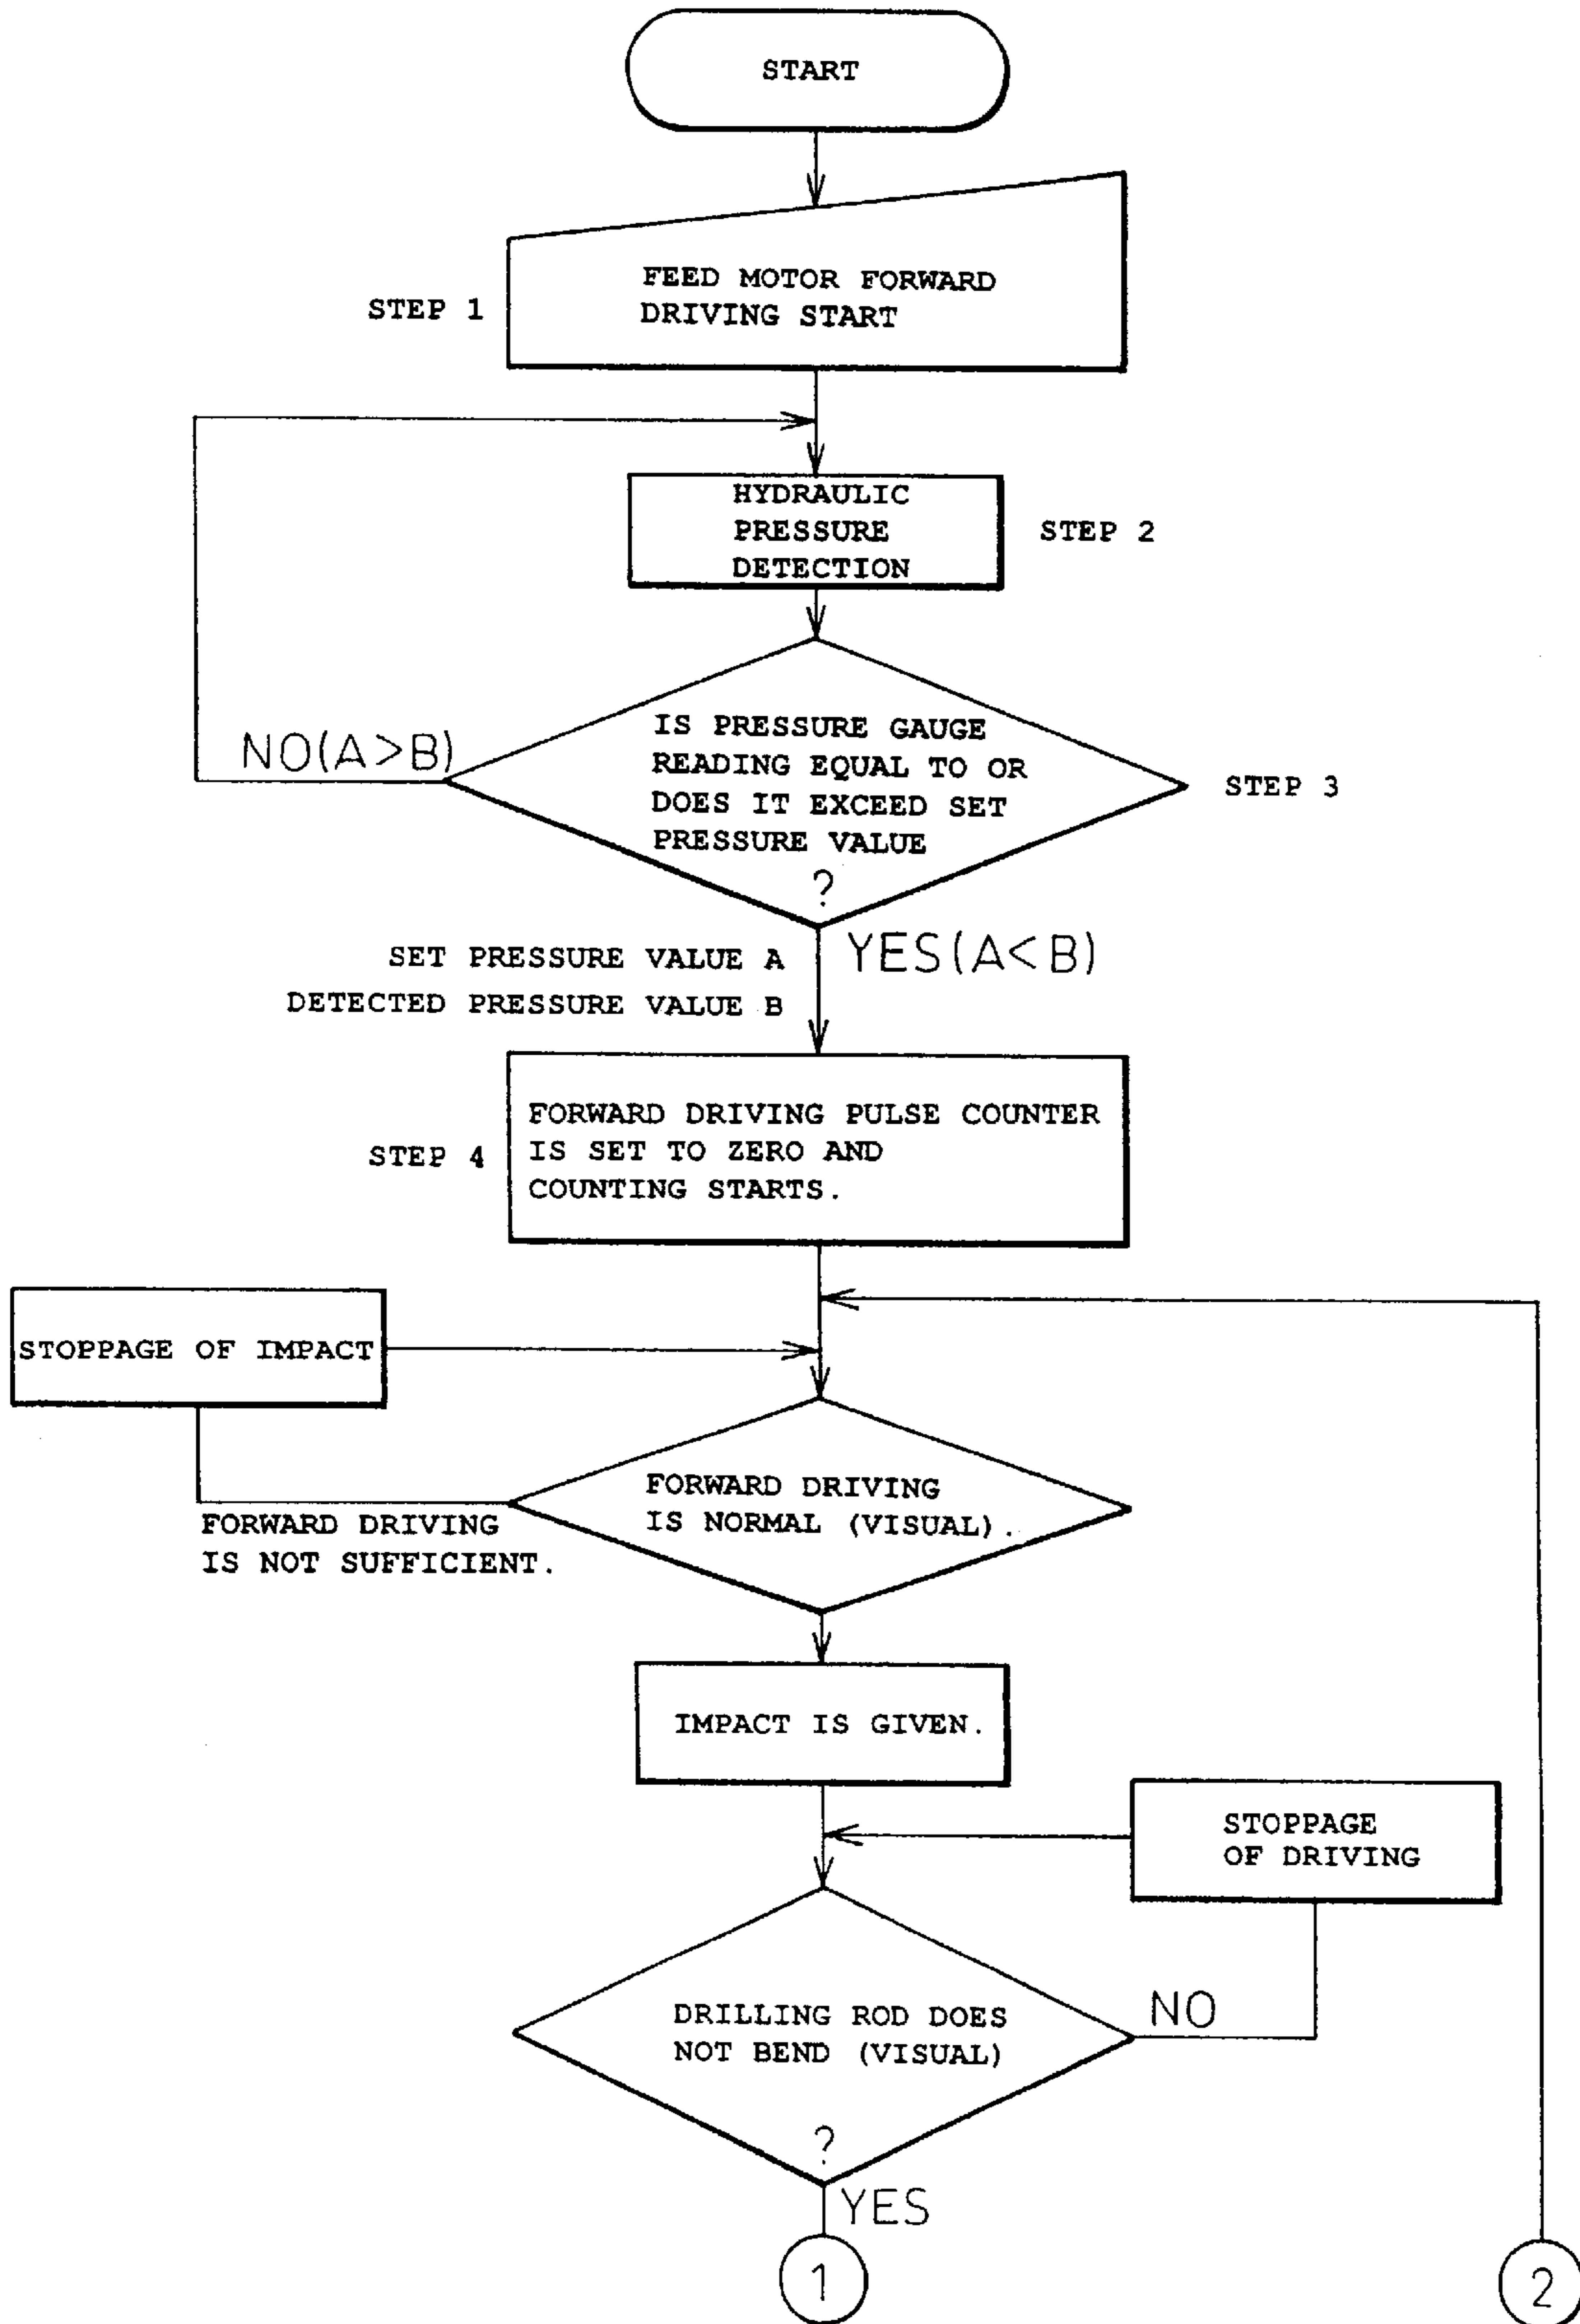 START
STEP 1
FEED MOTOR FORWARD
DRIVING START
HYDRAULIC
PRESSURE
DETECTION
STEP 2
NO(A>B)
IS PRESSURE GAUGE
READING EQUAL TO OR
DOES IT EXCEED SET
PRESSURE VALUE
?
STEP 3
SET PRESSURE VALUE A
DETECTED PRESSURE VALUE B
YES(A<B)
STEP 4
FORWARD DRIVING PULSE COUNTER
IS SET TO ZERO AND
COUNTING STARTS.
STOPPAGE OF IMPACT
FORWARD DRIVING
IS NORMAL (VISUAL).
FORWARD DRIVING
IS NOT SUFFICIENT.
IMPACT IS GIVEN.
STOPPAGE
OF DRIVING
DRILLING ROD DOES
NOT BEND (VISUAL)
?
NO
YES
1
2